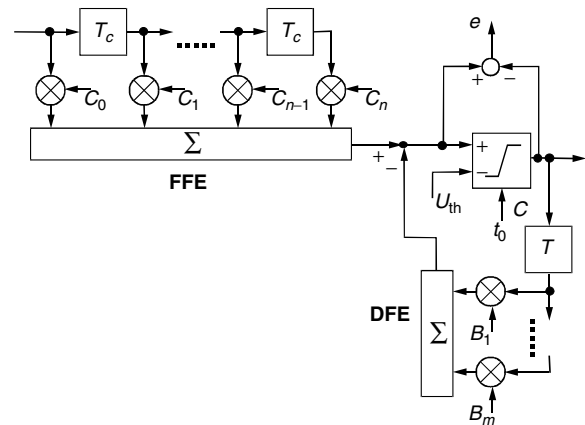 T_c
T_c
e
C_0
C_1
C_{n-1}
C_n
+
−
Σ
FFE
+
−
+
−
U_th
t_0
C
T
DFE
Σ
B_1
B_m